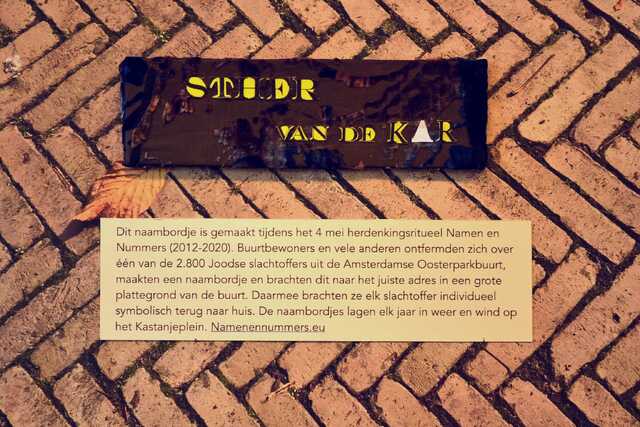 VAN DE KAR
Dit naambordje is gemaakt tijdens het 4 mei herdenkingsritueel Namen en
Nummers (2012-2020). Buurtbewoners en vele anderen ontfermden zich over
één van de 2.800 Joodse slachtoffers uit de Amsterdamse Oosterparkbuurt,
maakten een naambordje en brachten dit naar het juiste adres in een grote
plattegrond van de buurt. Daarmee brachten ze elk slachtoffer individueel
symbolisch terug naar huis. De naambordjes lagen elk jaar in weer en wind op
het Kastanjeplein. Namenennummers.eu